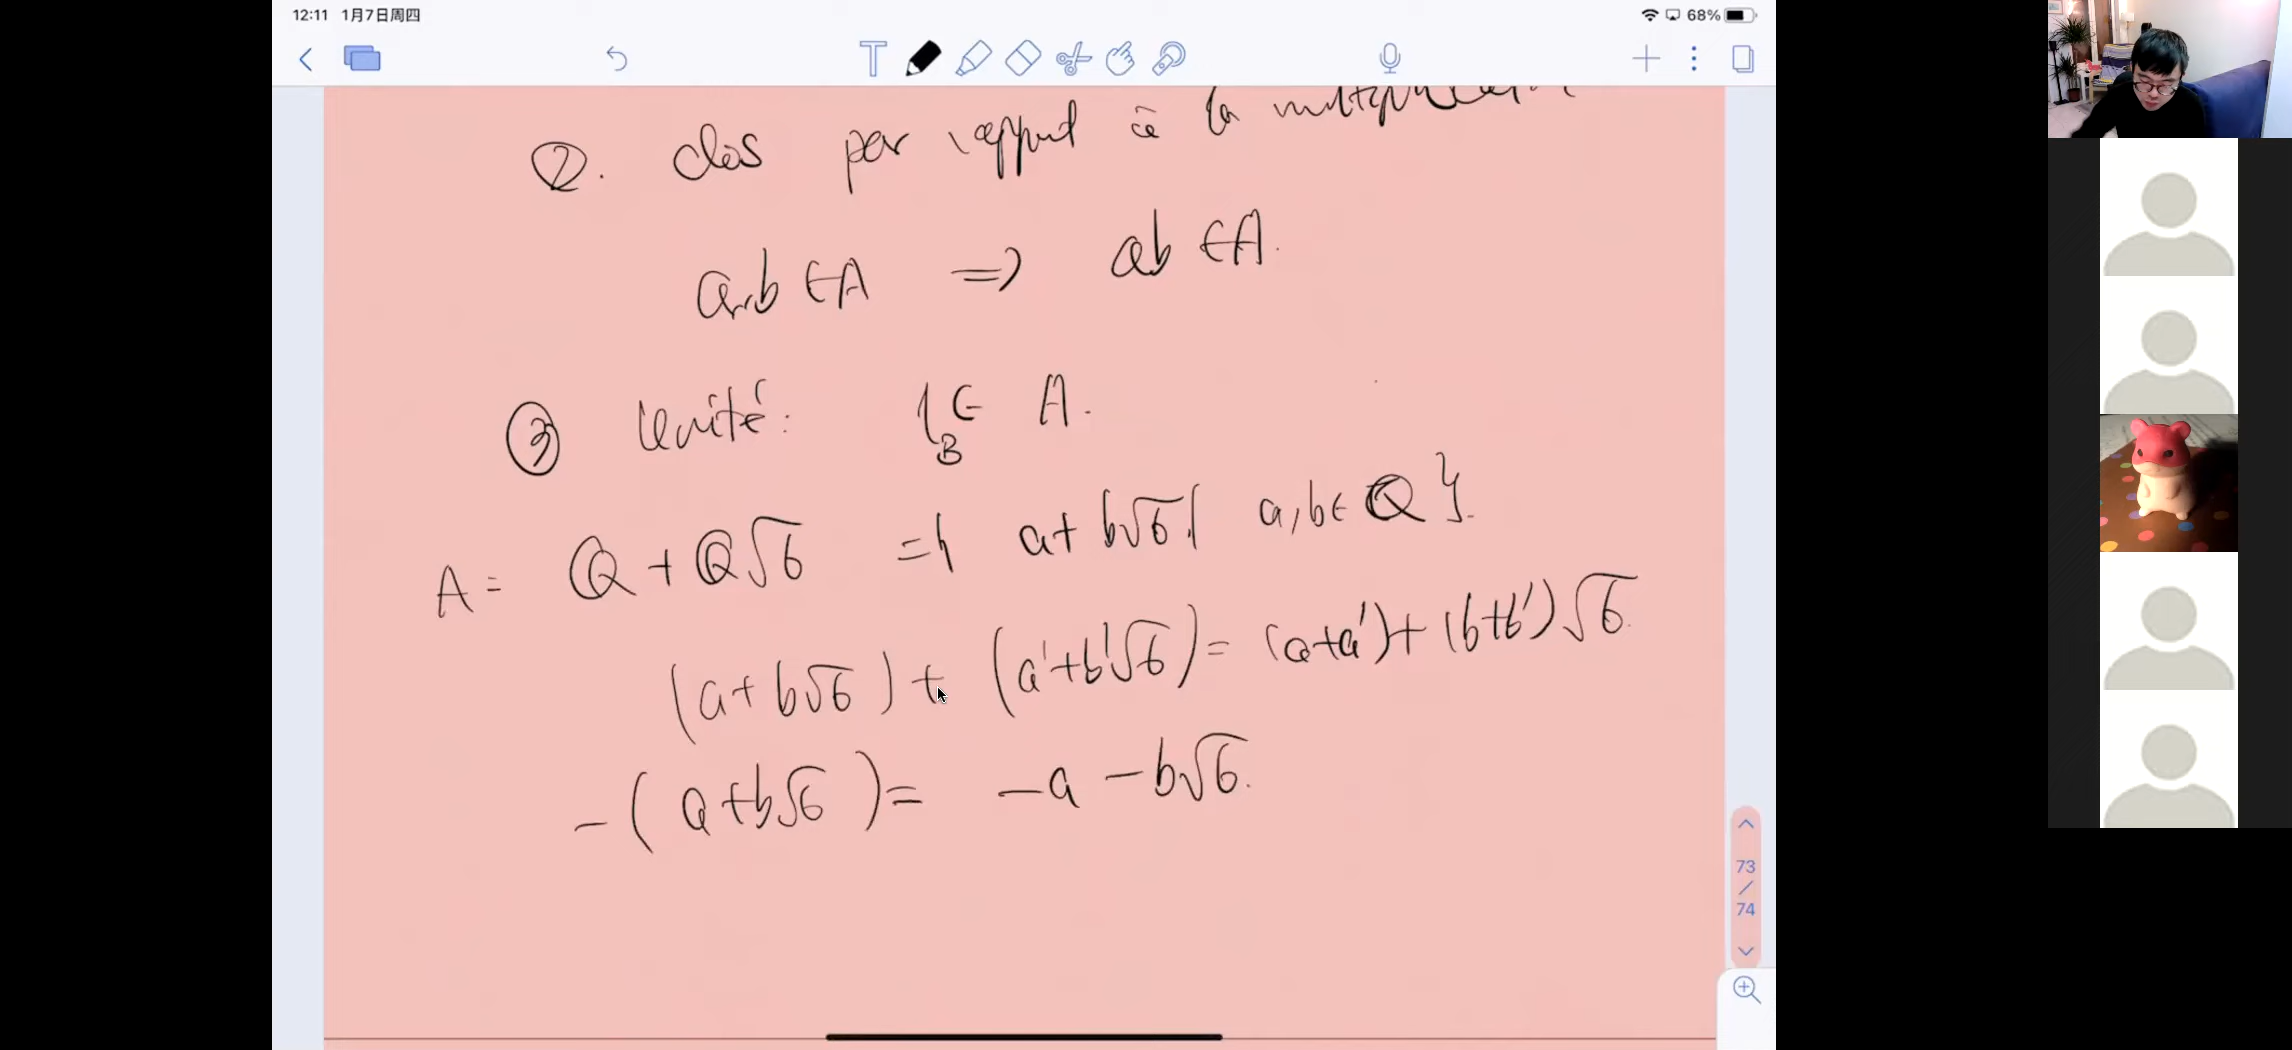 12:11 1月7日周四 68%
②. clos par rapport à la multiplication
a,b ∈ A ⇒ ab ∈ A.
③ Unité: 1_B ∈ A.
A = Q + Q√6 = { a + b√6 | a, b ∈ Q }.
(a + b√6) + (a' + b'√6) = (a+a') + (b+b')√6.
-(a + b√6) = -a - b√6.
73
/
74